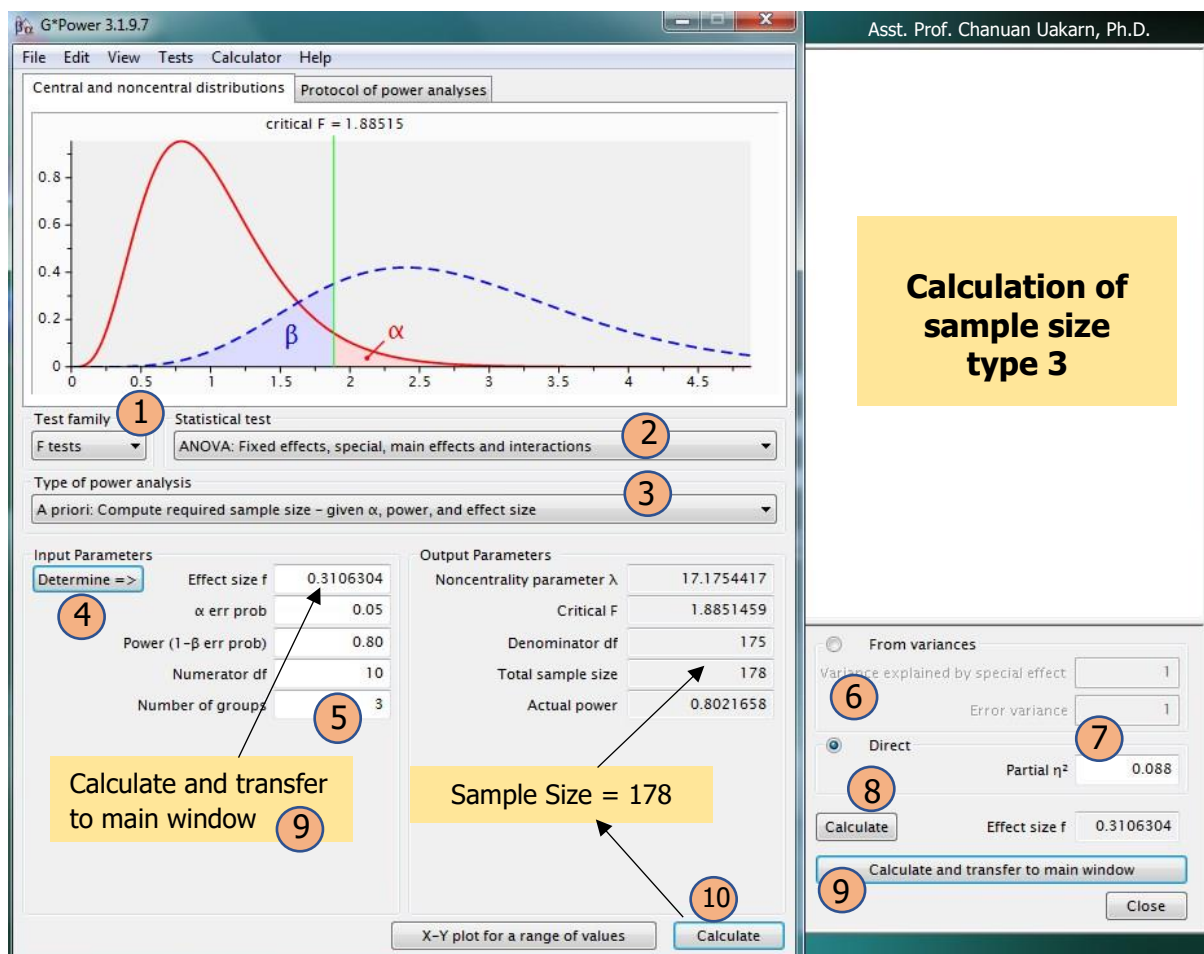 βα G*Power 3.1.9.7
File Edit View Tests Calculator Help
Central and noncentral distributions
Protocol of power analyses
critical F = 1.88515
0.8
0.6
0.4
0.2
0
β
α
0 0.5 1 1.5 2 2.5 3 3.5 4 4.5
Test family
1
Statistical test
F tests
ANOVA: Fixed effects, special, main effects and interactions
2
Type of power analysis
A priori: Compute required sample size – given α, power, and effect size
3
Input Parameters
Determine =>
4
Effect size f 0.3106304
α err prob 0.05
Power (1-β err prob) 0.80
Numerator df 10
Number of groups 3
5
Calculate and transfer
to main window
9
Output Parameters
Noncentrality parameter λ 17.1754417
Critical F 1.8851459
Denominator df 175
Total sample size 178
Actual power 0.8021658
Sample Size = 178
10
X-Y plot for a range of values
Calculate
Asst. Prof. Chanuan Uakarn, Ph.D.
Calculation of
sample size
type 3
From variances
Variance explained by special effect 1
6
Error variance 1
7
Direct
Partial η² 0.088
8
Calculate
Effect size f 0.3106304
Calculate and transfer to main window
9
Close